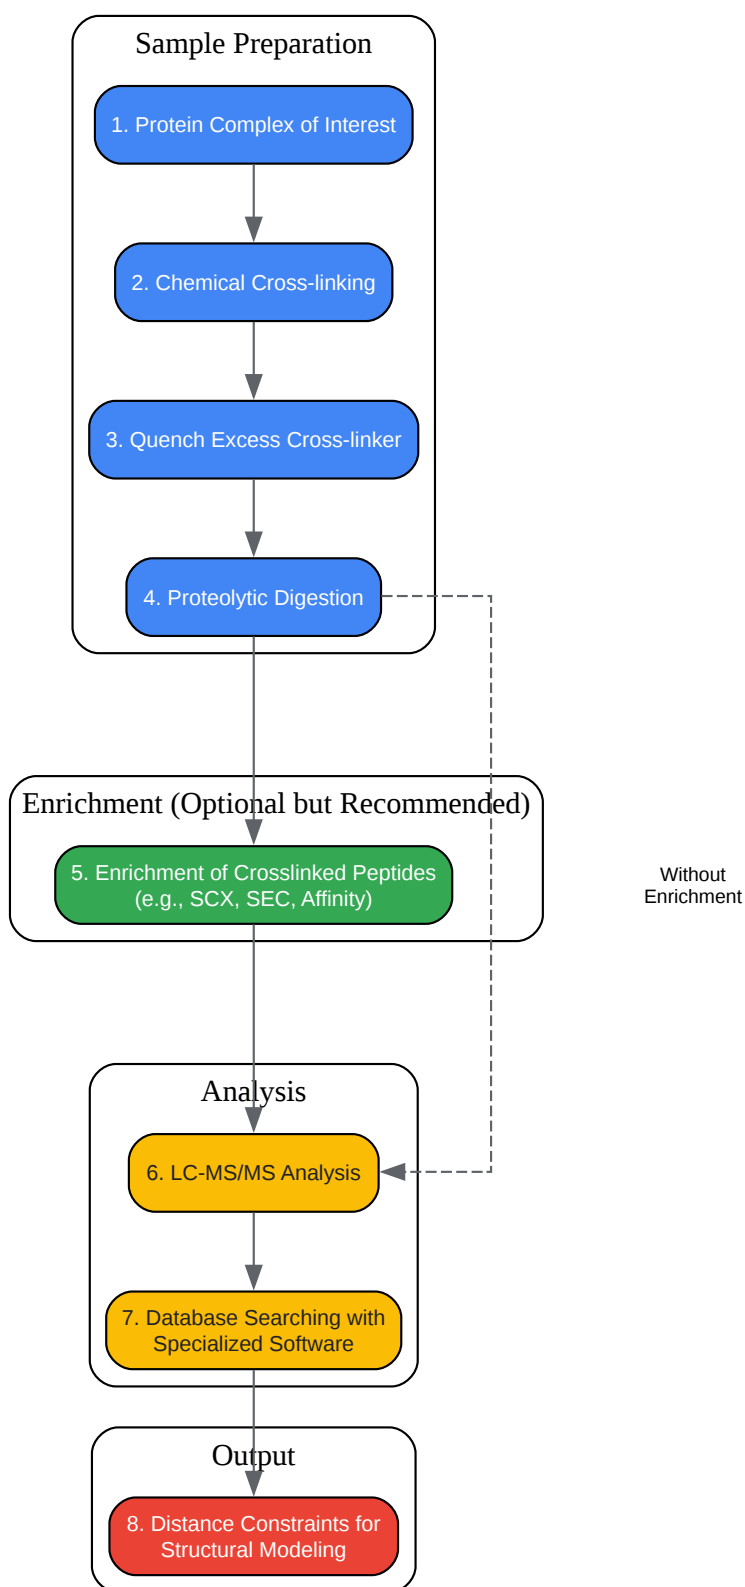 Sample Preparation
1. Protein Complex of Interest
2. Chemical Cross-linking
3. Quench Excess Cross-linker
4. Proteolytic Digestion
Enrichment (Optional but Recommended)
5. Enrichment of Crosslinked Peptides
(e.g., SCX, SEC, Affinity)
Without
Enrichment
Analysis
6. LC-MS/MS Analysis
7. Database Searching with
Specialized Software
Output
8. Distance Constraints for
Structural Modeling